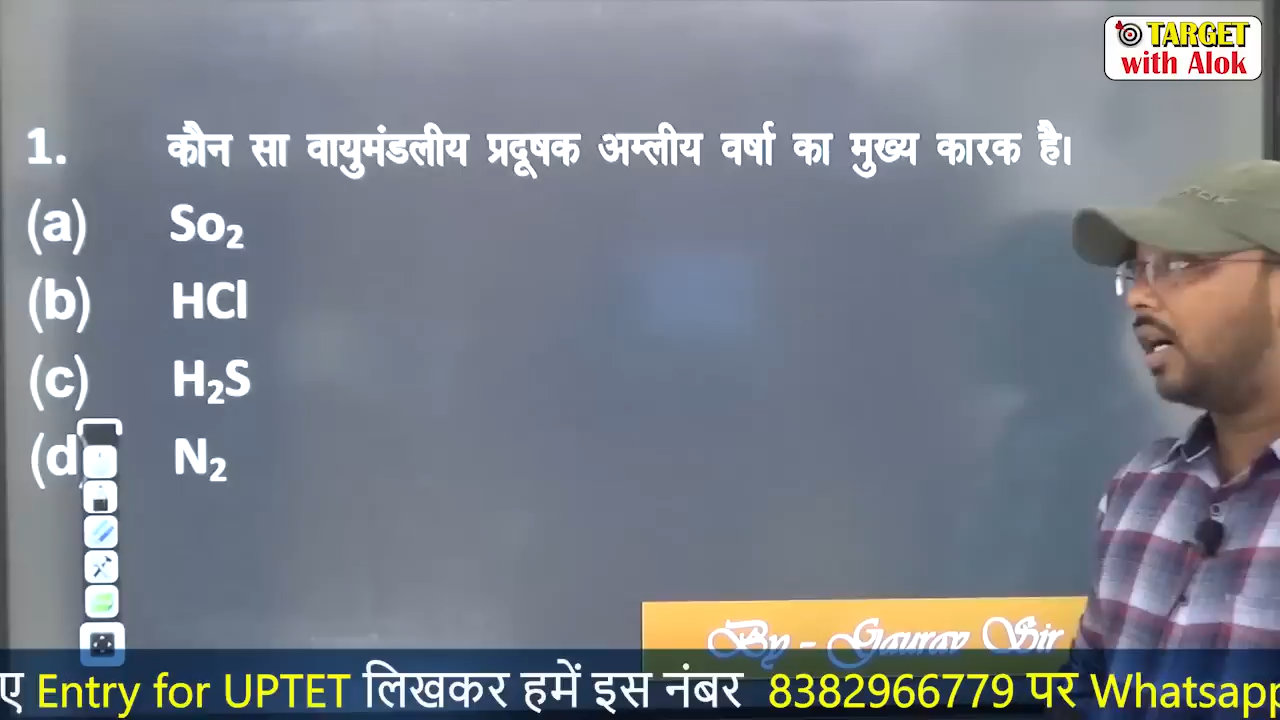 TARGET
with Alok
1. कौन सा वायुमंडलीय प्रदूषक अम्लीय वर्षा का मुख्य कारक है।
(a) So₂
(b) HCl
(c) H₂S
(d) N₂
By - Gaurav Sir
ए Entry for UPTET लिखकर हमें इस नंबर 8382966779 पर Whatsapp